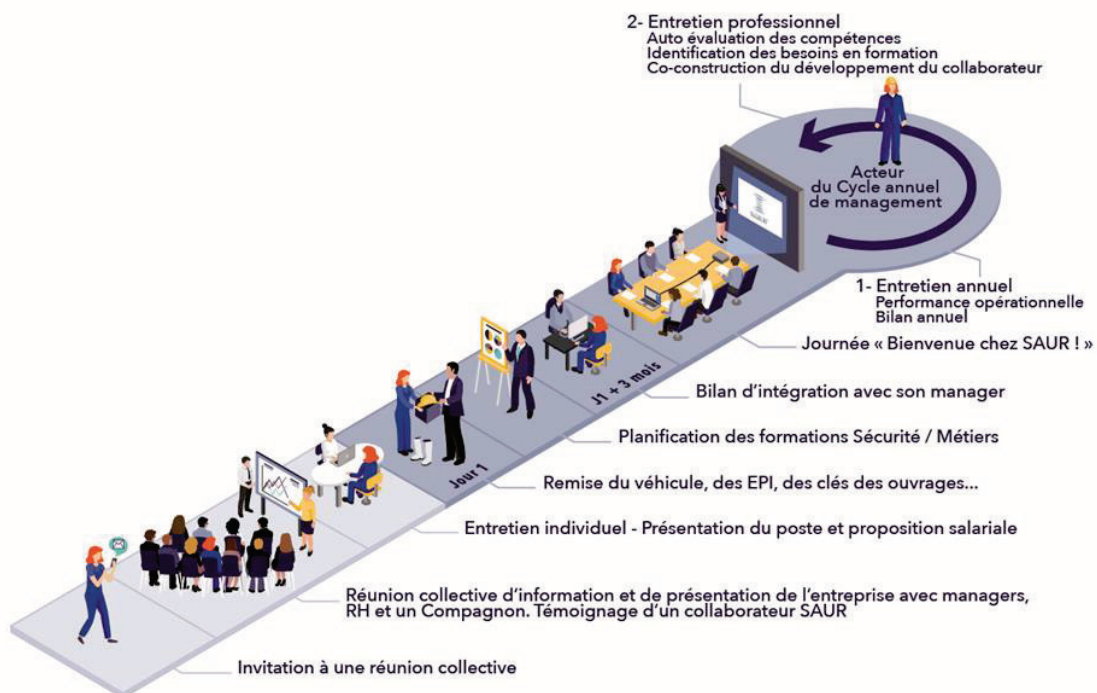 2- Entretien professionnel
Auto évaluation des compétences
Identification des besoins en formation
Co-construction du développement du collaborateur
Acteur
du Cycle annuel
de management
1- Entretien annuel
Performance opérationnelle
Bilan annuel
Journée « Bienvenue chez SAUR ! »
J1 + 3 mois
Bilan d’intégration avec son manager
Planification des formations Sécurité / Métiers
Jour 1
Remise du véhicule, des EPI, des clés des ouvrages...
Entretien individuel - Présentation du poste et proposition salariale
Réunion collective d’information et de présentation de l’entreprise avec managers,
RH et un Compagnon. Témoignage d’un collaborateur SAUR
Invitation à une réunion collective